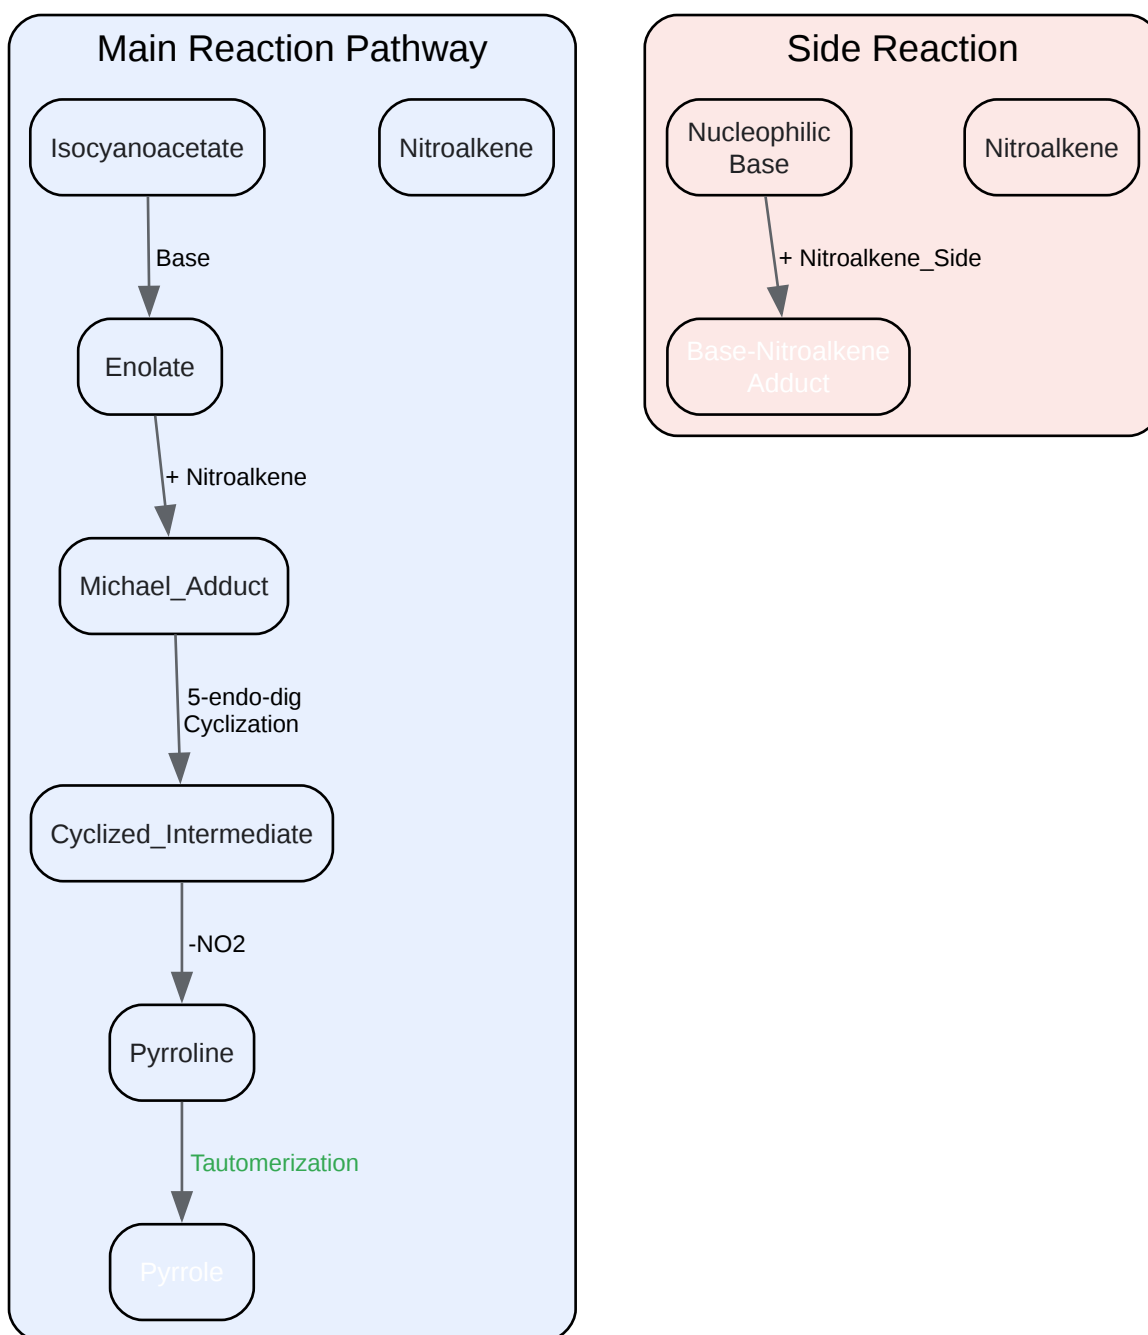 Main Reaction Pathway
Isocyanoacetate
Nitroalkene
Base
Enolate
+ Nitroalkene
Michael_Adduct
5-endo-dig
Cyclization
Cyclized_Intermediate
-NO2
Pyrroline
Tautomerization
Pyrrole
Side Reaction
Nucleophilic
Base
Nitroalkene
+ Nitroalkene_Side
Base-Nitroalkene
Adduct